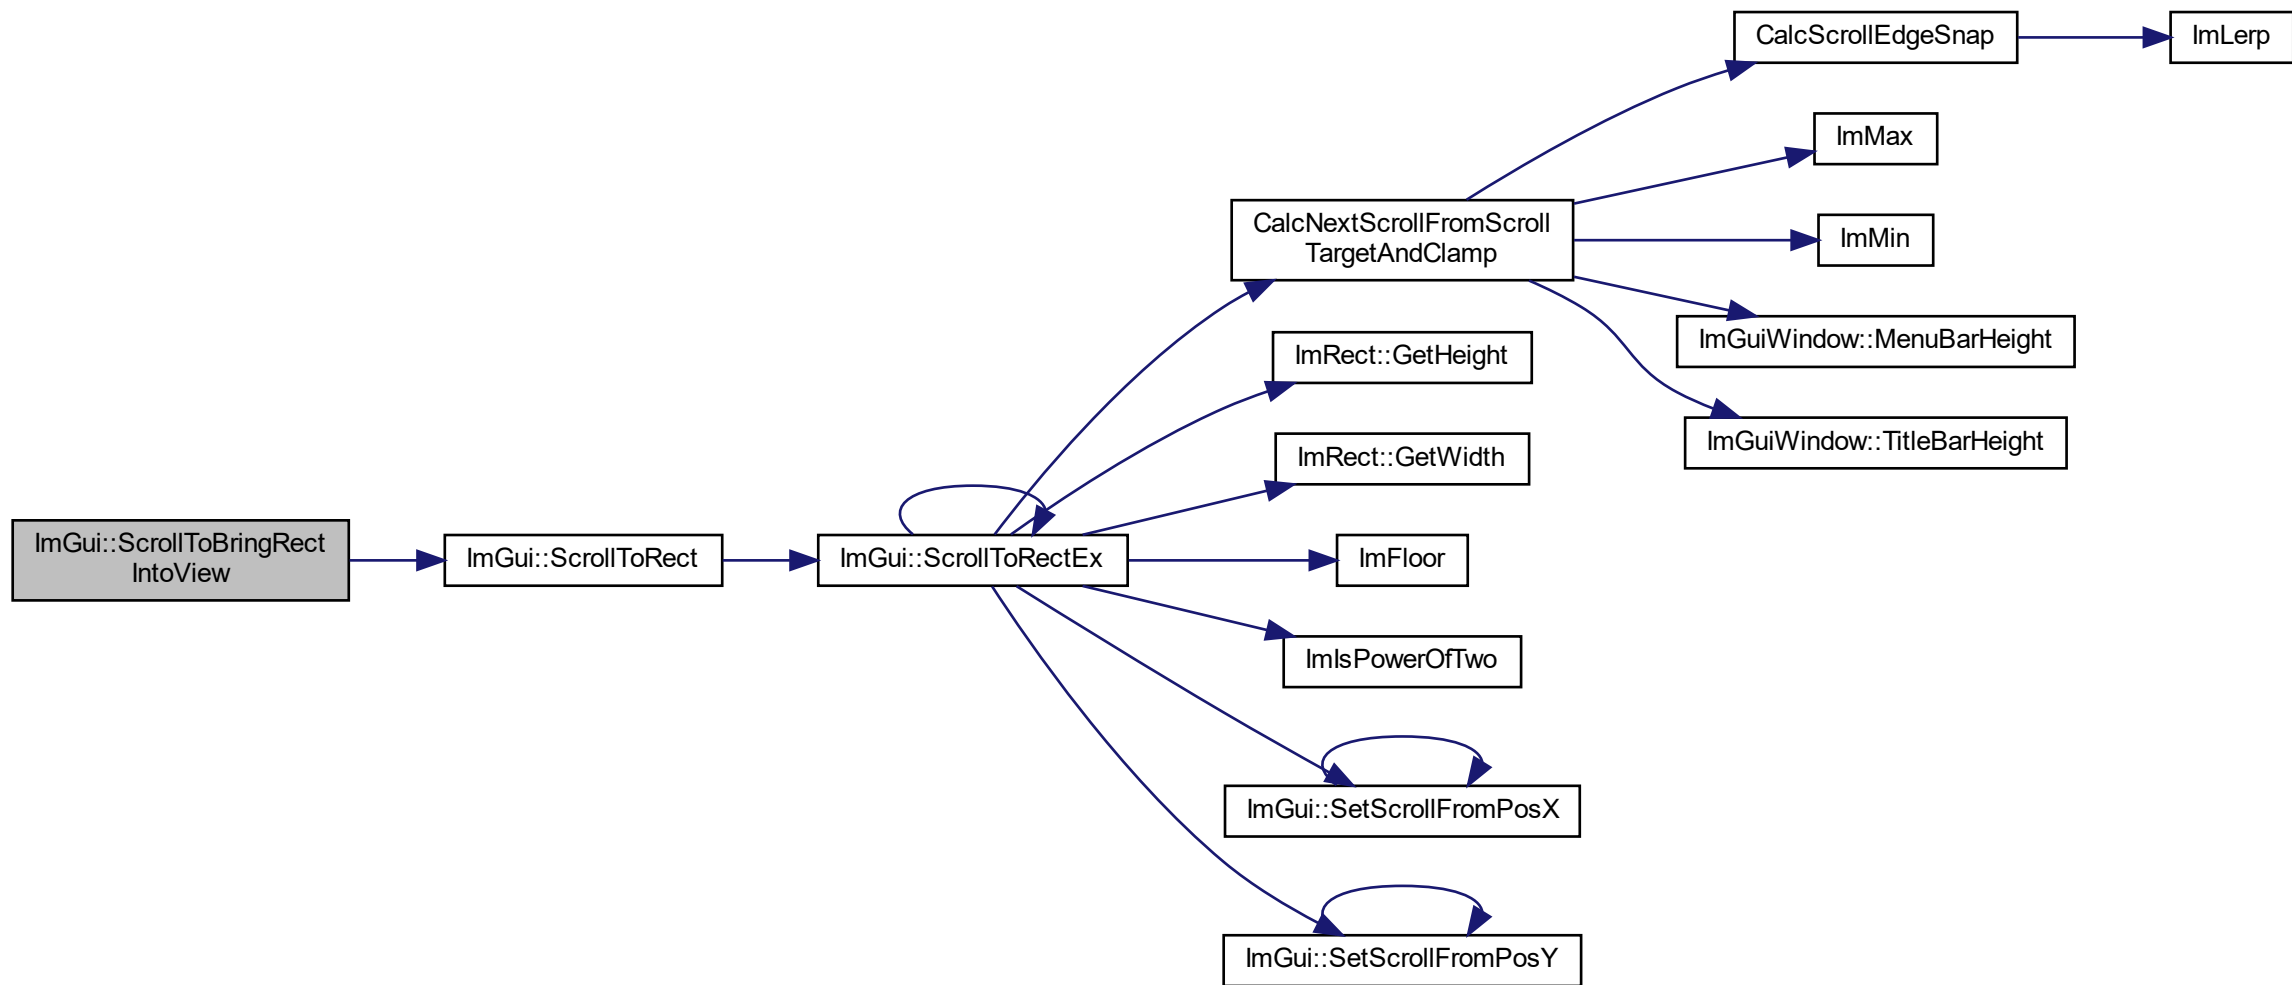 ImGui::ScrollToBringRect
IntoView
ImGui::ScrollToRect
ImGui::ScrollToRectEx
CalcNextScrollFromScroll
TargetAndClamp
CalcScrollEdgeSnap
ImLerp
ImMax
ImMin
ImGuiWindow::MenuBarHeight
ImGuiWindow::TitleBarHeight
ImRect::GetHeight
ImRect::GetWidth
ImFloor
ImIsPowerOfTwo
ImGui::SetScrollFromPosX
ImGui::SetScrollFromPosY